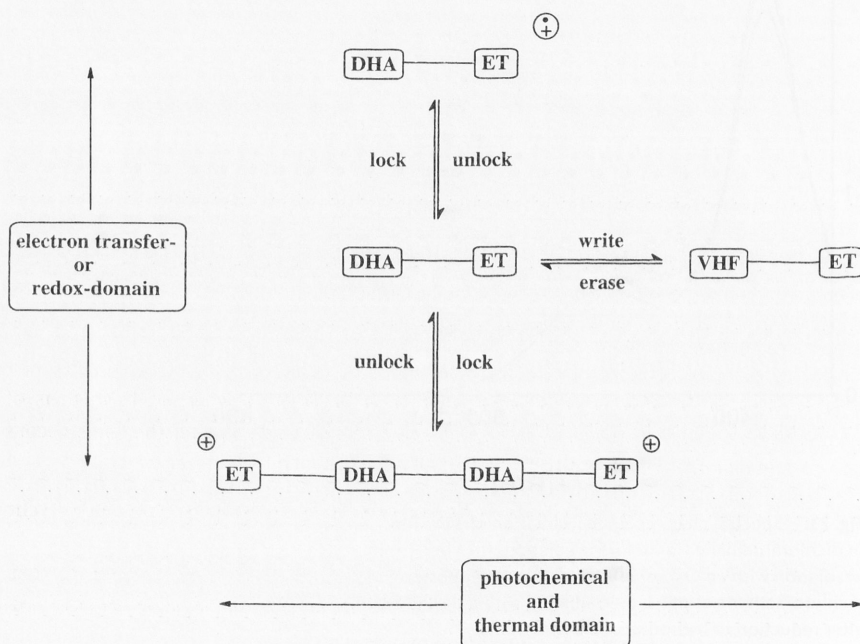 •
+
DHA ET
lock unlock
electron transfer-
or
redox-domain
DHA ET
write
erase
VHF ET
unlock lock
+ +
ET DHA DHA ET
photochemical
and
thermal domain